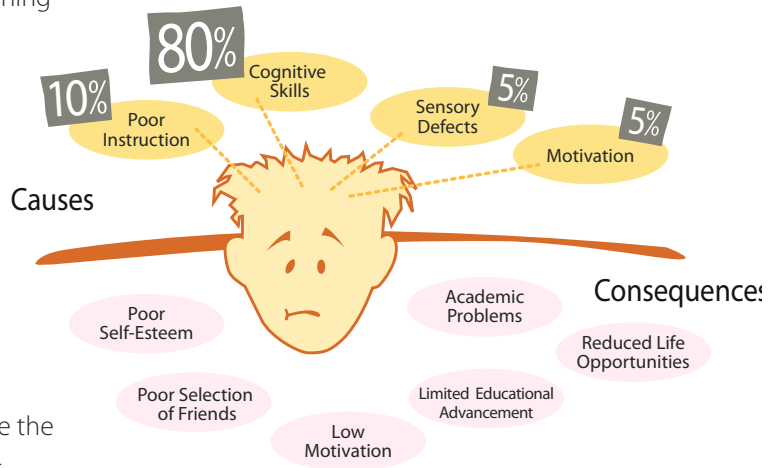 80%
Cognitive
Skills
10%
Poor
Instruction
5%
Sensory
Defects
5%
Motivation
Causes
Consequences
Poor
Self-Esteem
Academic
Problems
Reduced Life
Opportunities
Poor Selection
of Friends
Limited Educational
Advancement
Low
Motivation
the